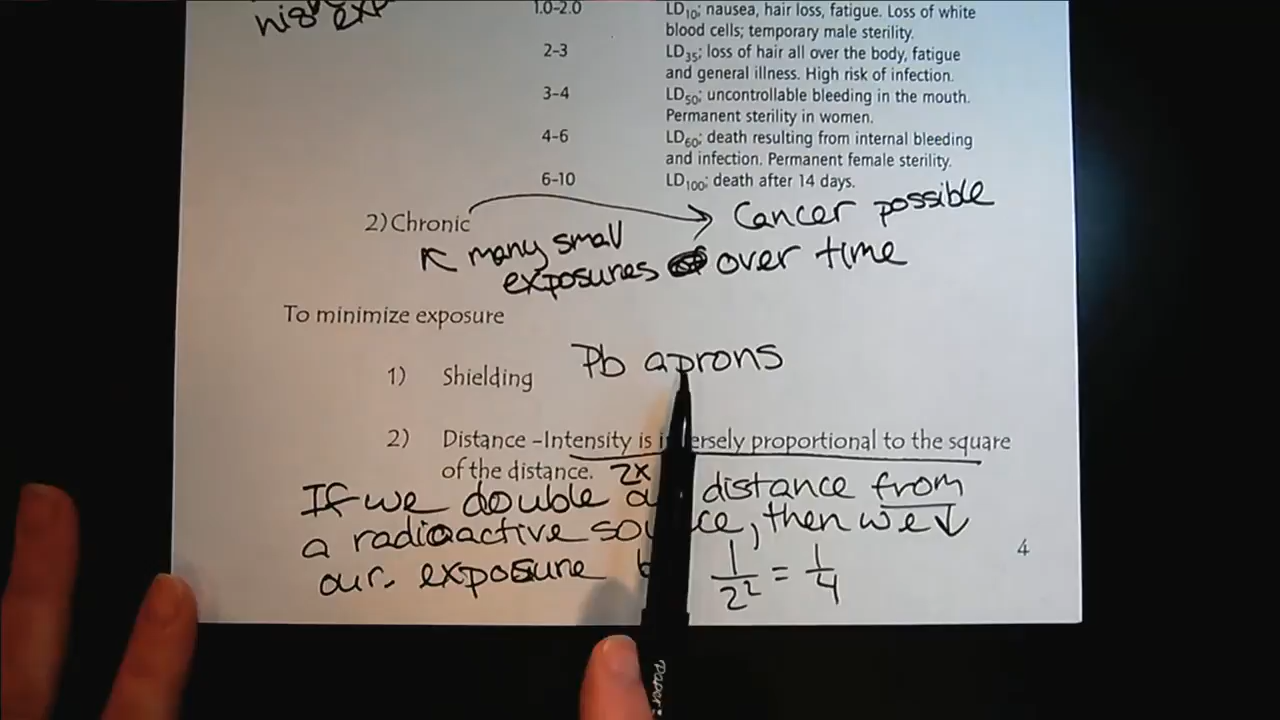 1.0-2.0 LD10; nausea, hair loss, fatigue. Loss of white
blood cells; temporary male sterility.
2-3 LD35; loss of hair all over the body, fatigue
and general illness. High risk of infection.
3-4 LD50; uncontrollable bleeding in the mouth.
Permanent sterility in women.
4-6 LD60; death resulting from internal bleeding
and infection. Permanent female sterility.
6-10 LD100; death after 14 days.
2) Chronic Cancer possible
many small over time
exposures
To minimize exposure
1) Shielding Pb aprons
2) Distance -Intensity is inversely proportional to the square
of the distance. 2x
If we double distance from
a radioactive source, then we ↓
our. exposure 1/2² = 1/4
4
Paper